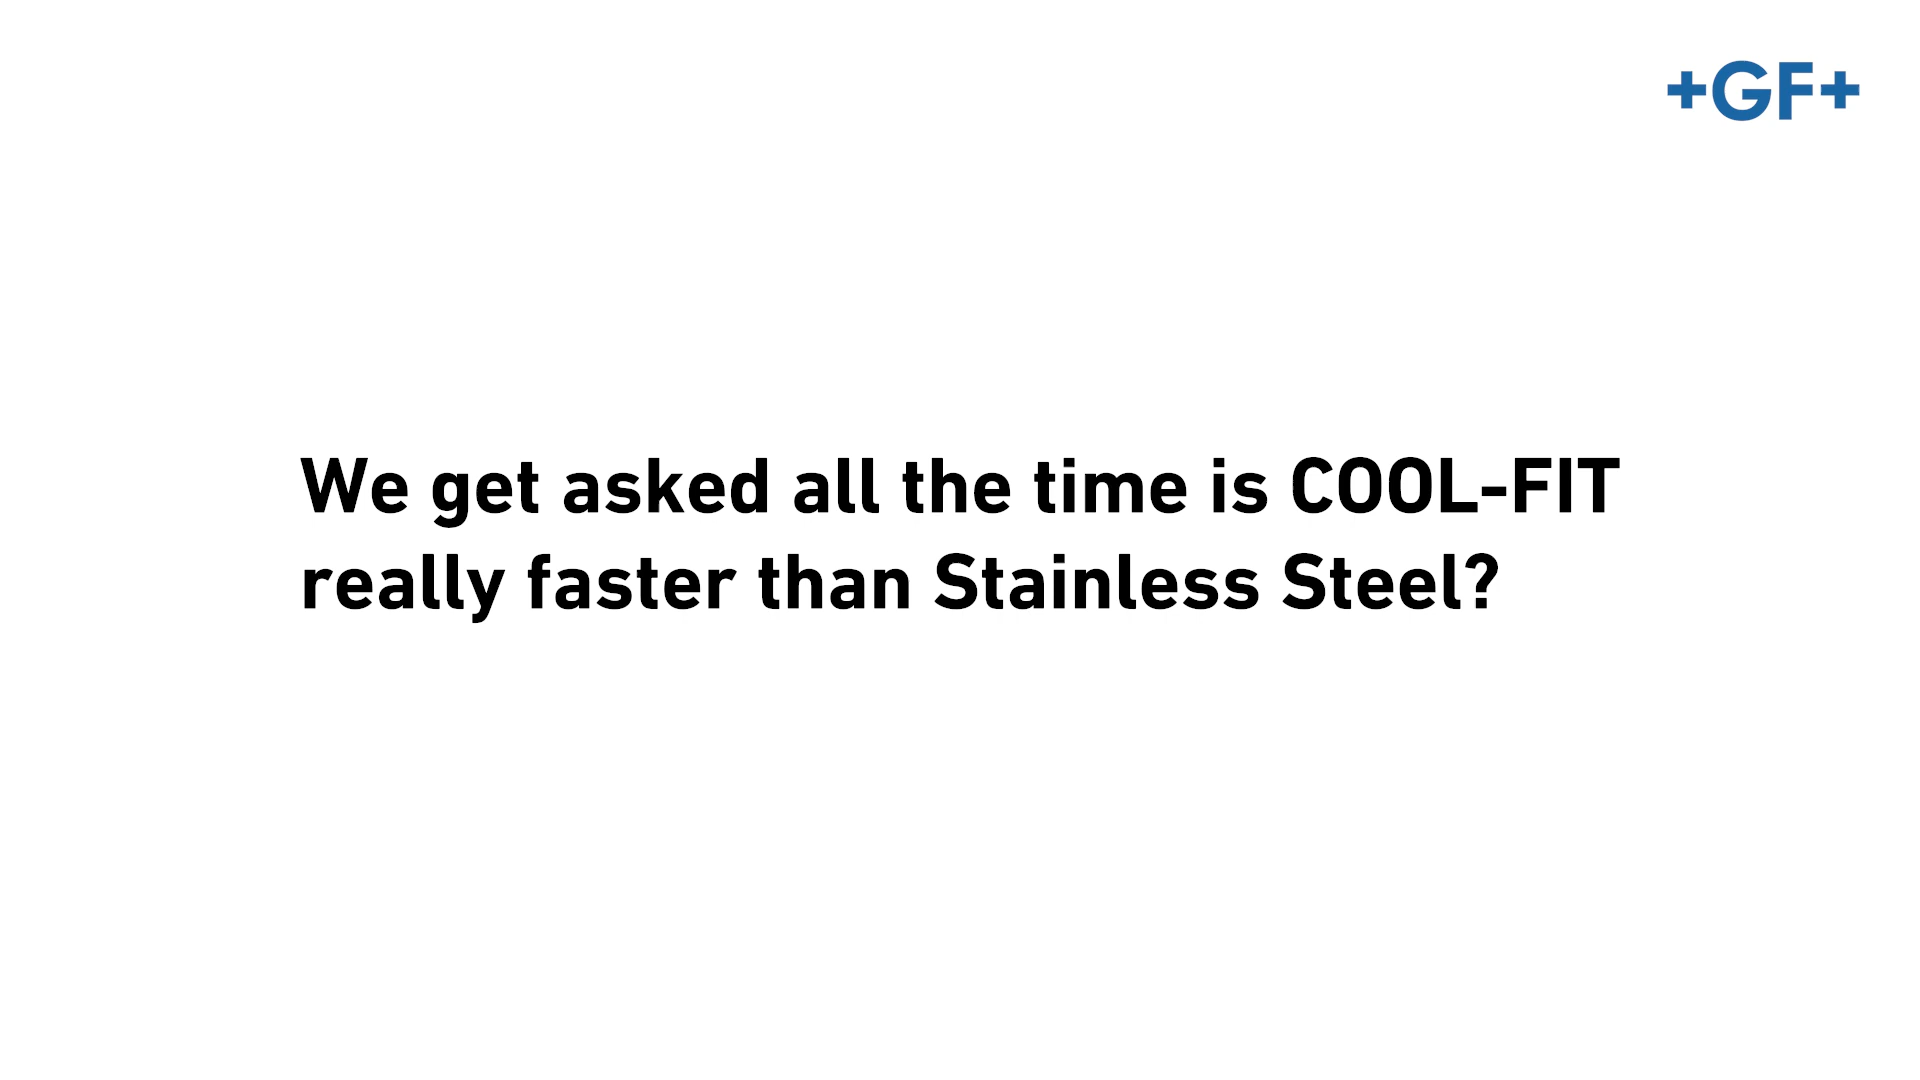 +GF+
We get asked all the time is COOL-FIT
really faster than Stainless Steel?